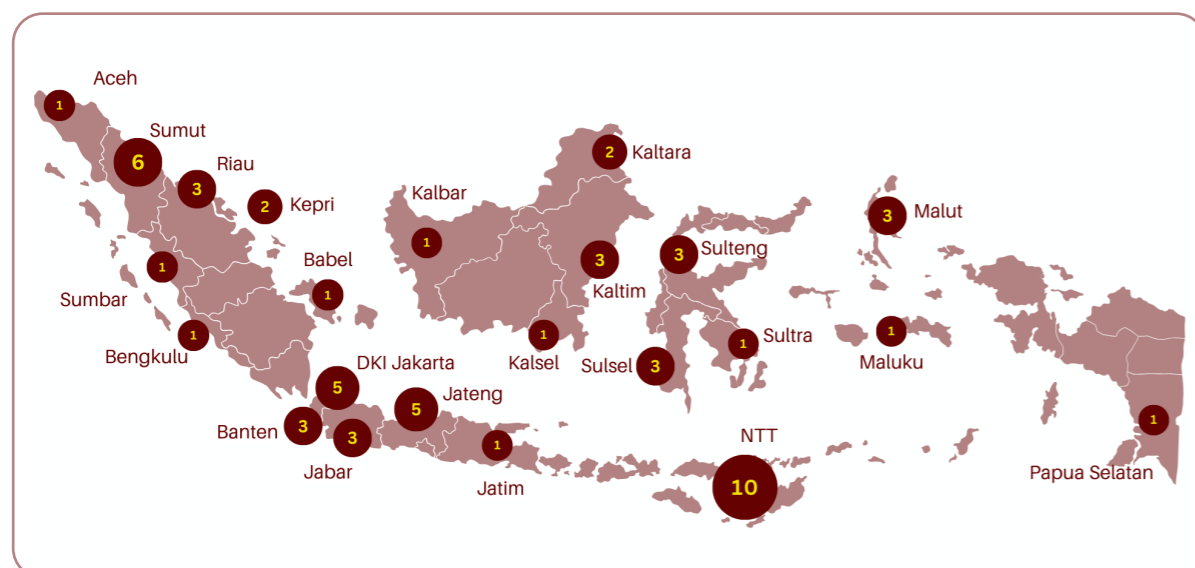 Aceh
1
Sumut
6
Riau
3
Kepri
2
Sumbar
1
Babel
1
Bengkulu
1
DKI Jakarta
5
Banten
3
Jabar
3
Jateng
5
Jatim
1
Kalbar
1
Kaltara
2
Kaltim
3
Kalsel
1
Sulteng
3
Sultra
1
Sulsel
3
Malut
3
Maluku
1
NTT
10
Papua Selatan
1